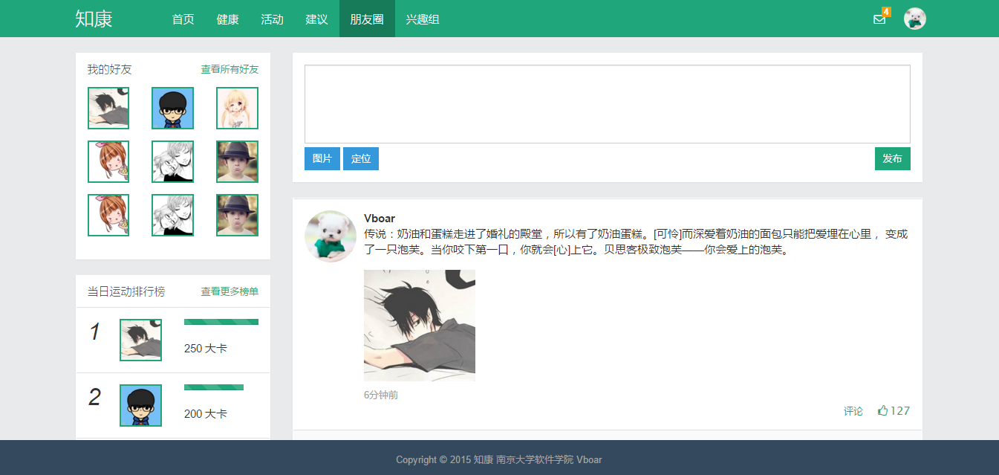 知康 首页 健康 活动 建议 朋友圈 兴趣组 4
我的好友 查看所有好友
当日运动排行榜 查看更多榜单
1
250 大卡
2
200 大卡
图片 定位 发布
Vboar
传说：奶油和蛋糕走进了婚礼的殿堂，所以有了奶油蛋糕。[可怜]而深爱着奶油的面包只能把爱埋在心里， 变成
了一只泡芙。当你咬下第一口，你就会[心]上它。贝思客极致泡芙——你会爱上的泡芙。
6分钟前
评论 127
Copyright © 2015 知康 南京大学软件学院 Vboar